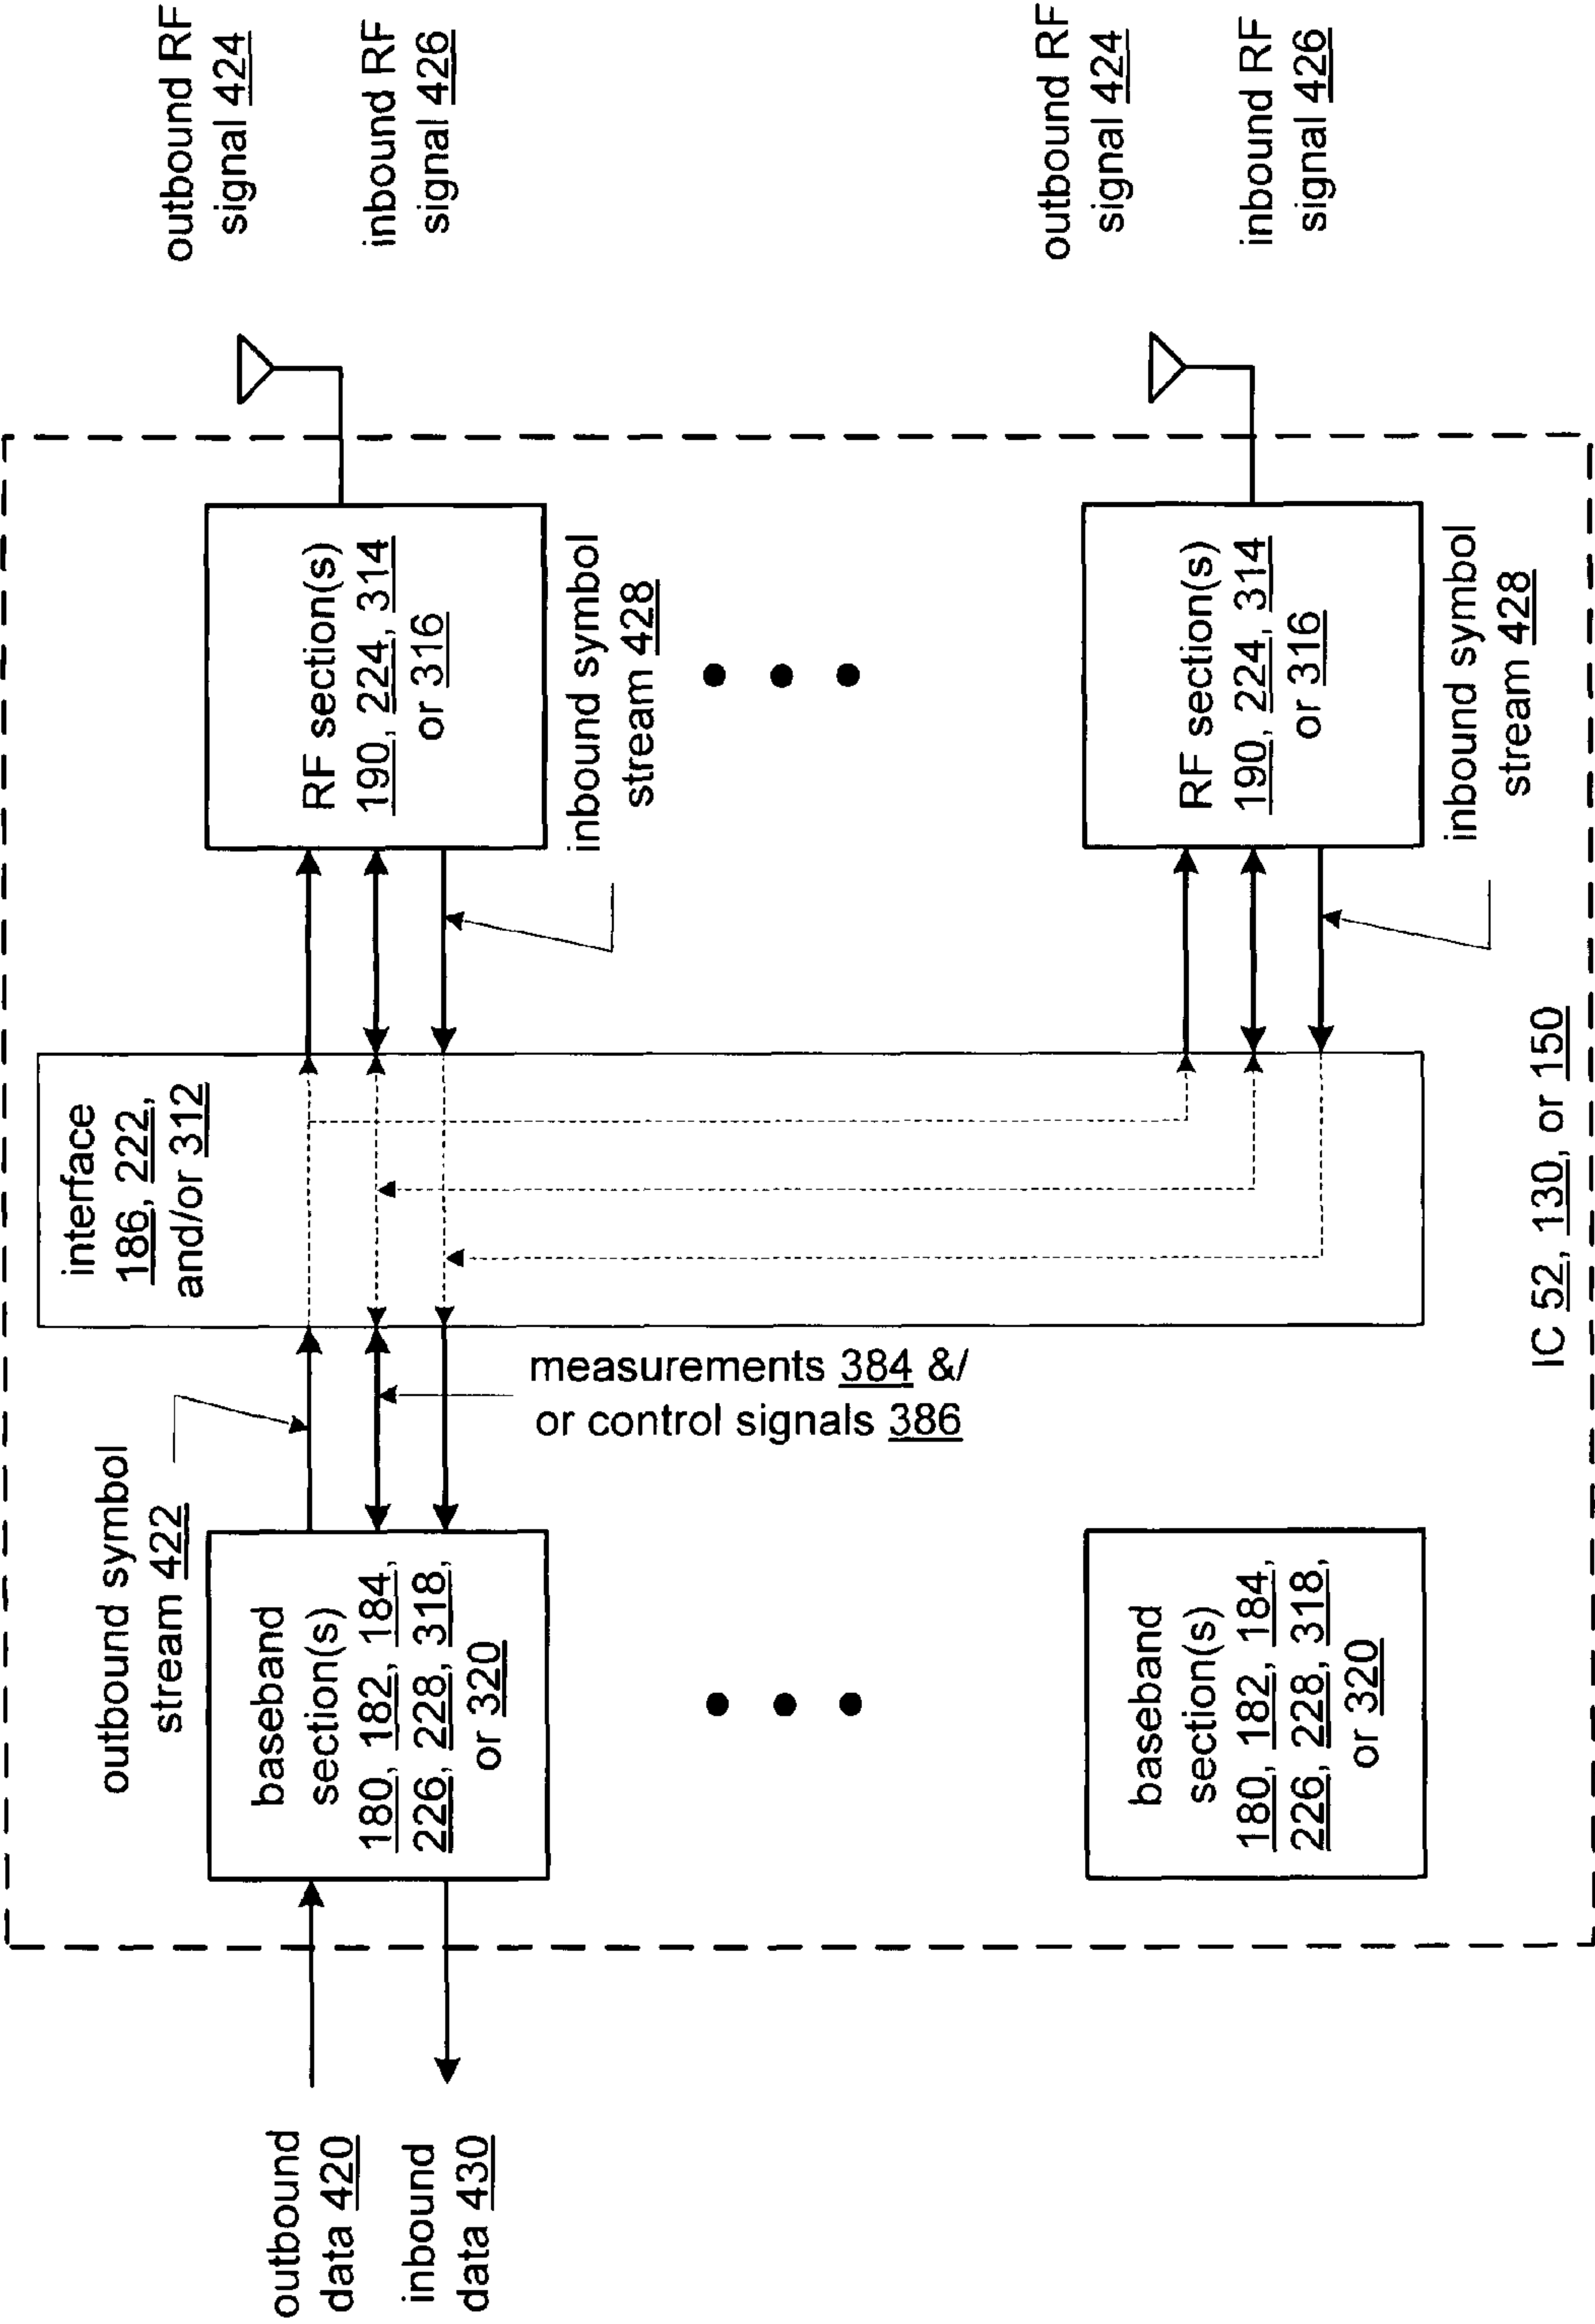 outbound RF
signal 424
inbound RF
signal 426
outbound RF
signal 424
inbound RF
signal 426
RF section(s)
190, 224, 314
or 316
inbound symbol
stream 428
RF section(s)
190, 224, 314
or 316
inbound symbol
stream 428
interface
186, 222,
and/or 312
IC 52, 130, or 150
measurements 384 &/
or control signals 386
outbound symbol
stream 422
baseband
section(s)
180, 182, 184,
226, 228, 318,
or 320
baseband
section(s)
180, 182, 184,
226, 228, 318,
or 320
outbound
data 420
inbound
data 430